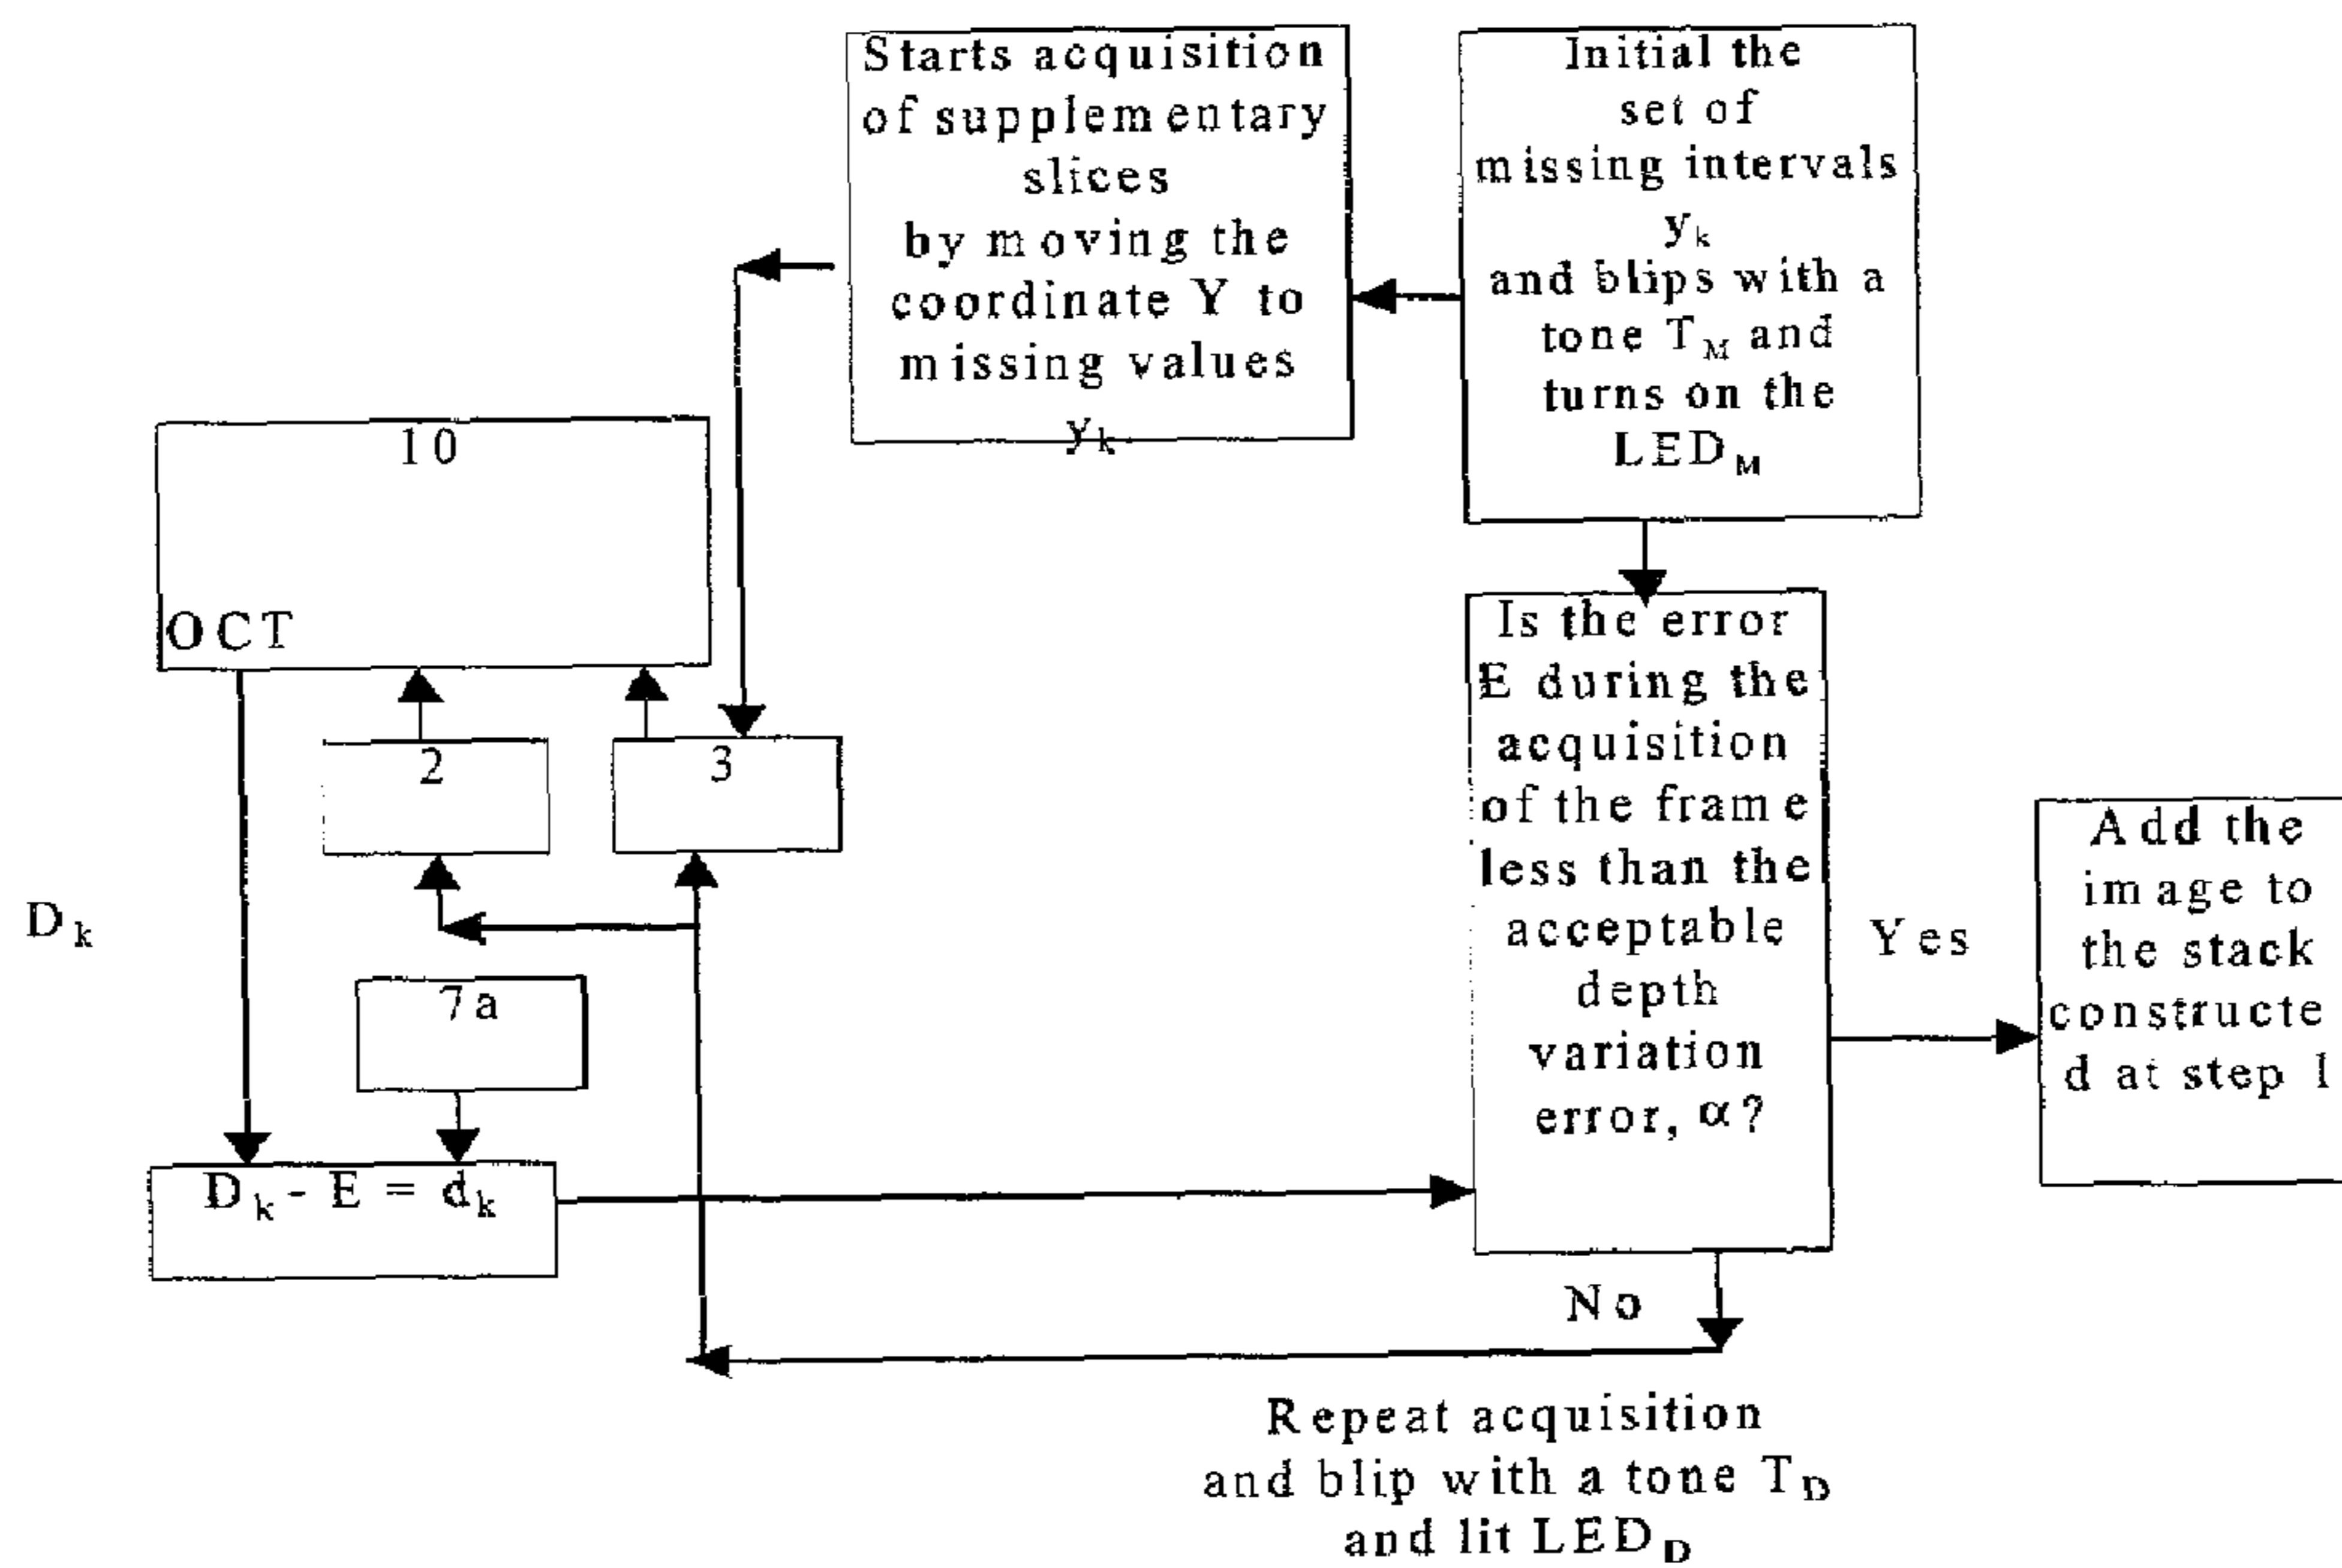 Starts acquisition
of supplementary
slices
by moving the
coordinate Y to
missing values
yk
Initial the
set of
missing intervals
yk
and blips with a
tone TM and
turns on the
LEDM
10
OCT
2
3
Dk
7a
Dk - E = dk
Is the error
E during the
acquisition
of the frame
less than the
acceptable
depth
variation
error, α?
Yes
Add the
image to
the stack
constructe
d at step 1
No
Repeat acquisition
and blip with a tone TD
and lit LEDD